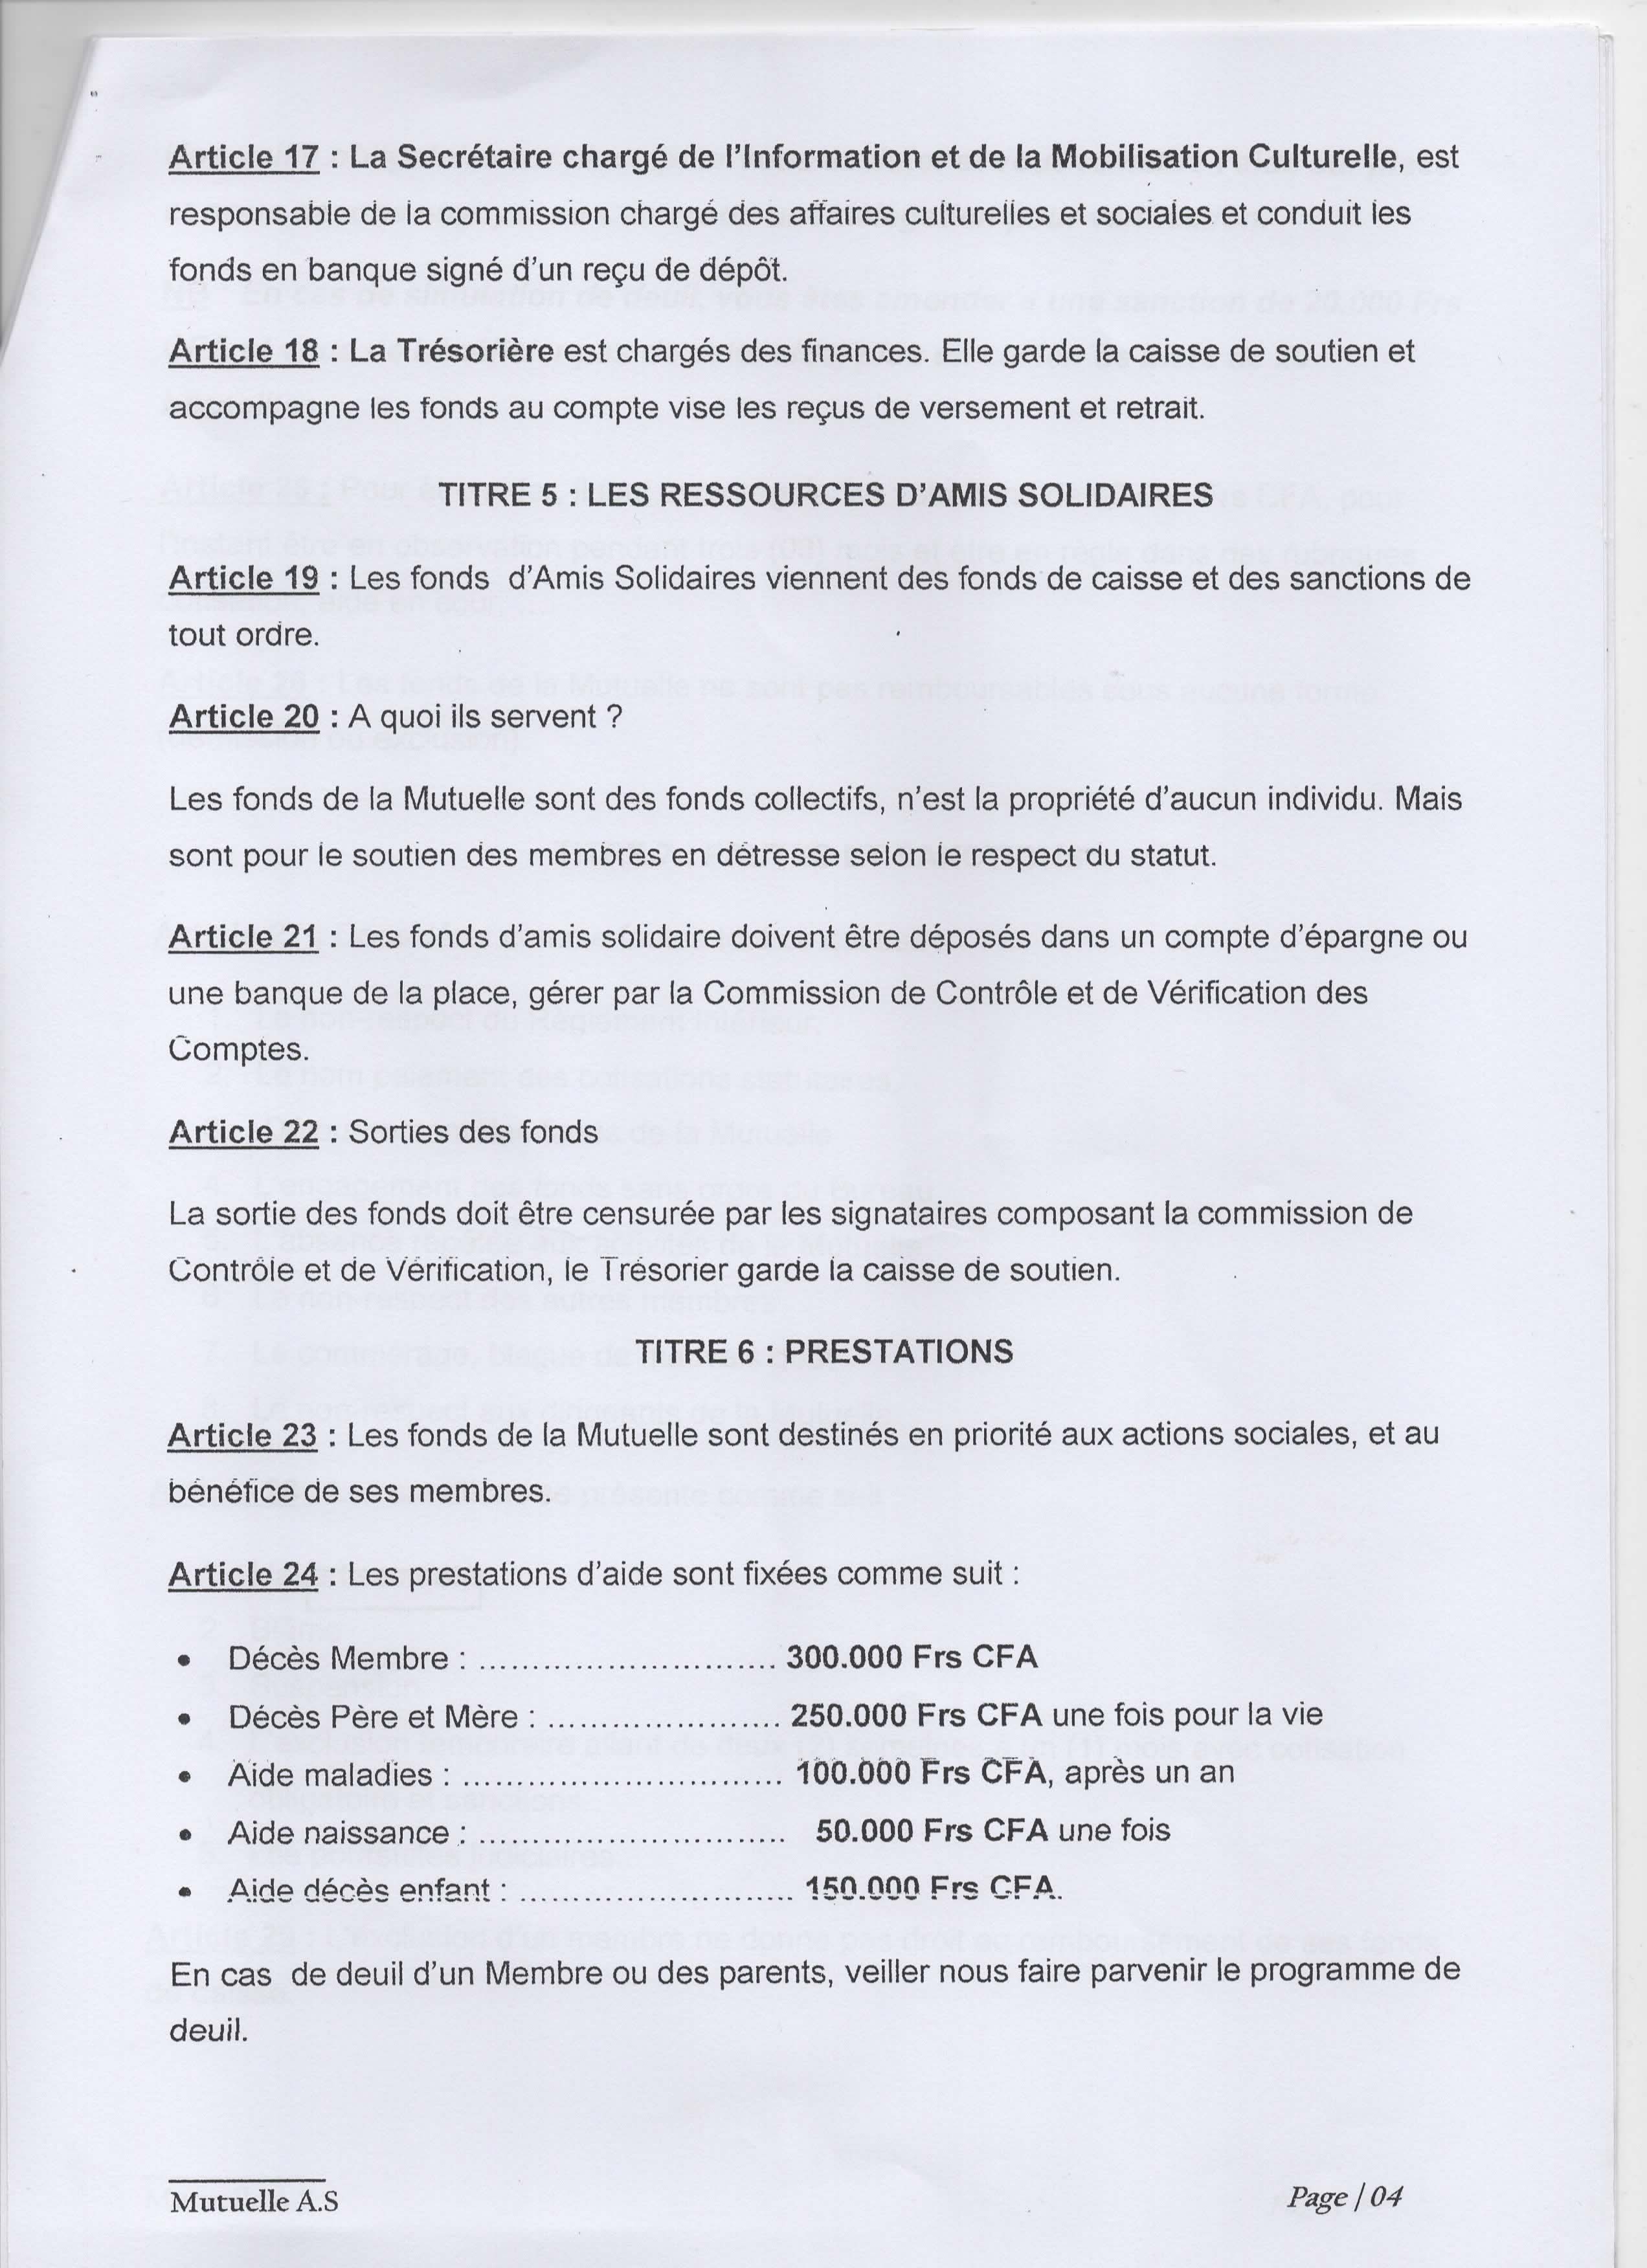 Article 17 : La Secrétaire chargé de l'Information et de la Mobilisation Culturelle, est
responsable de la commission chargé des affaires culturelles et sociales et conduit les
fonds en banque signé d'un reçu de dépôt.
Article 18 : La Trésorière est chargés des finances. Elle garde la caisse de soutien et
accompagne les fonds au compte vise les reçus de versement et retrait.
TITRE 5 : LES RESSOURCES D'AMIS SOLIDAIRES
Article 19 : Les fonds d'Amis Solidaires viennent des fonds de caisse et des sanctions de
tout ordre.
Article 20 : A quoi ils servent ?
Les fonds de la Mutuelle sont des fonds collectifs, n'est la propriété d'aucun individu. Mais
sont pour le soutien des membres en détresse selon le respect du statut.
Article 21 : Les fonds d'amis solidaire doivent être déposés dans un compte d'épargne ou
une banque de la place, gérer par la Commission de Contrôle et de Vérification des
Comptes.
Article 22 : Sorties des fonds
La sortie des fonds doit être censurée par les signataires composant la commission de
Contrôle et de Vérification, le Trésorier garde la caisse de soutien.
TITRE 6 : PRESTATIONS
Article 23 : Les fonds de la Mutuelle sont destinés en priorité aux actions sociales, et au
bénéfice de ses membres.
Article 24 : Les prestations d'aide sont fixées comme suit :
• Décès Membre : ............................ 300.000 Frs CFA
• Décès Père et Mère : ...................... 250.000 Frs CFA une fois pour la vie
• Aide maladies : .............................. 100.000 Frs CFA, après un an
• Aide naissance : ............................. 50.000 Frs CFA une fois
• Aide décès enfant : .......................... 150.000 Frs CFA.
En cas de deuil d'un Membre ou des parents, veiller nous faire parvenir le programme de
deuil.
Mutuelle A.S
Page / 04